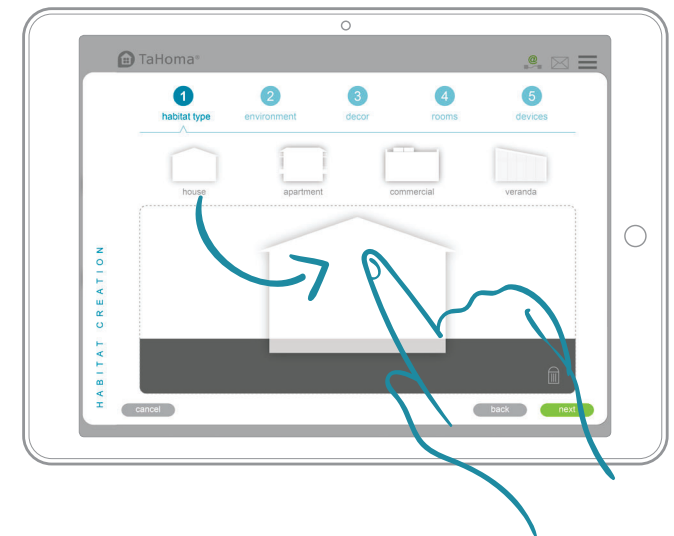 TaHoma®
@
1 2 3 4 5
habitat type environment decor rooms devices
house apartment commercial veranda
HABITAT CREATION
cancel back next